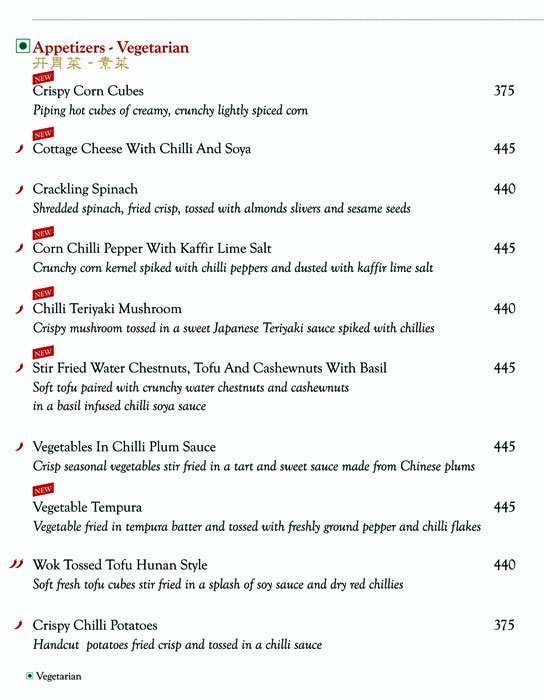 Appetizers - Vegetarian
开胃菜 - 素菜
NEW
Crispy Corn Cubes 375
Piping hot cubes of creamy, crunchy lightly spiced corn
NEW
Cottage Cheese With Chilli And Soya 445
Crackling Spinach 440
Shredded spinach, fried crisp, tossed with almonds slivers and sesame seeds
NEW
Corn Chilli Pepper With Kaffir Lime Salt 445
Crunchy corn kernel spiked with chilli peppers and dusted with kaffir lime salt
NEW
Chilli Teriyaki Mushroom 440
Crispy mushroom tossed in a sweet Japanese Teriyaki sauce spiked with chillies
NEW
Stir Fried Water Chestnuts, Tofu And Cashewnuts With Basil 445
Soft tofu paired with crunchy water chestnuts and cashewnuts
in a basil infused chilli soya sauce
Vegetables In Chilli Plum Sauce 445
Crisp seasonal vegetables stir fried in a tart and sweet sauce made from Chinese plums
NEW
Vegetable Tempura 445
Vegetable fried in tempura batter and tossed with freshly ground pepper and chilli flakes
Wok Tossed Tofu Hunan Style 440
Soft fresh tofu cubes stir fried in a splash of soy sauce and dry red chillies
Crispy Chilli Potatoes 375
Handcut potatoes fried crisp and tossed in a chilli sauce
Vegetarian